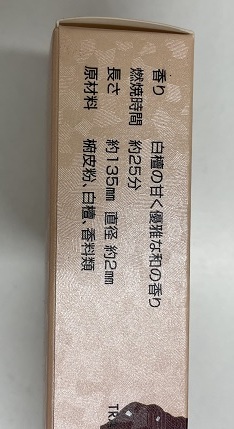 香り　白檀の甘く優雅な和の香り
燃焼時間　約25分
長さ　約135㎜ 直径 約2㎜
原材料　椨皮粉、白檀、香料類